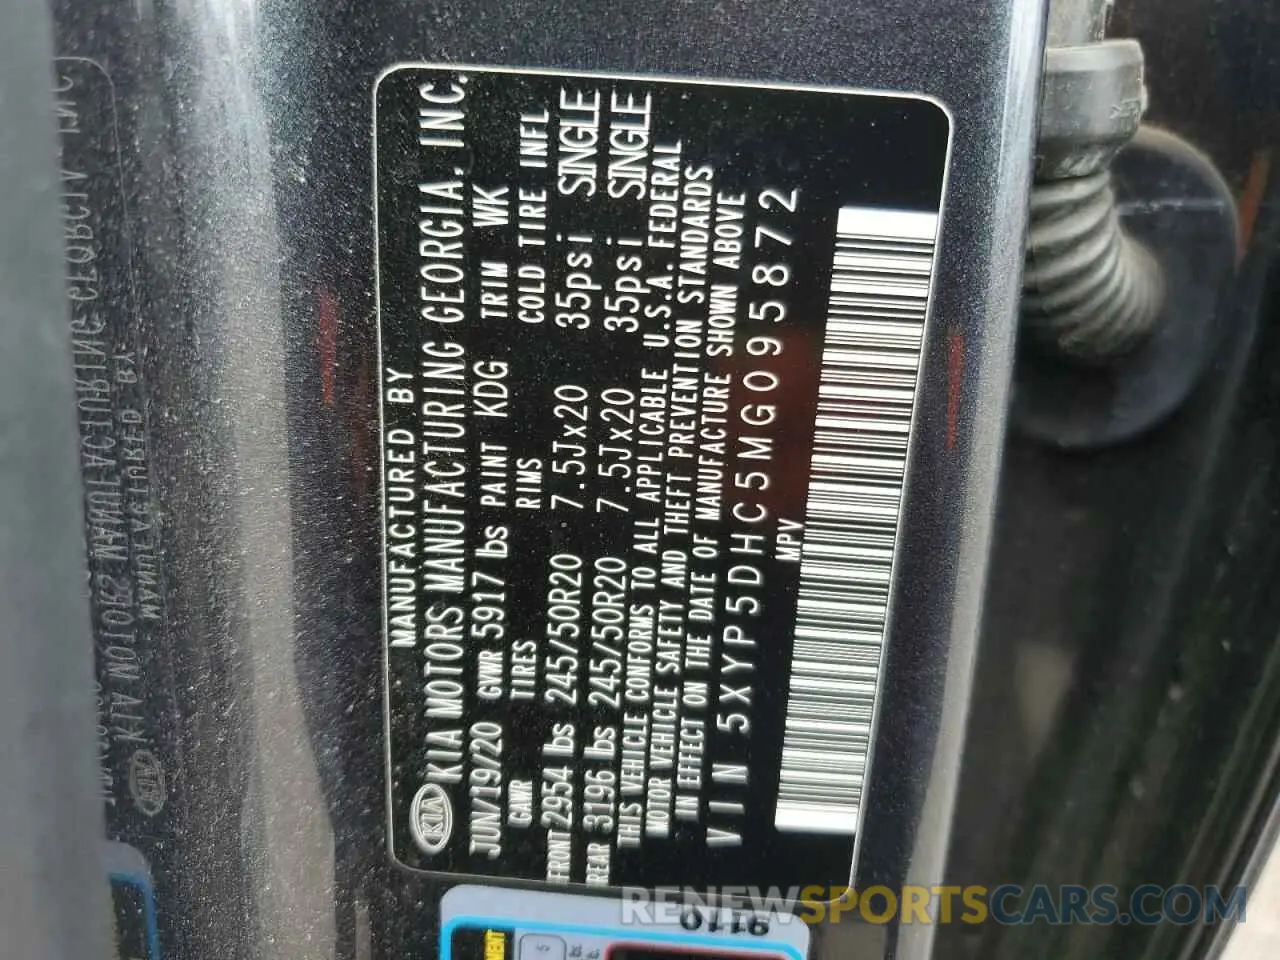 MANUFACTURED BY
KIA KIA MOTORS MANUFACTURING GEORGIA, INC.
JUN/19/20 GVWR 5917 lbs PAINT KDG TRIM WK
GAWR TIRES RIMS COLD TIRE INFL
FRONT 2954 lbs 245/50R20 7.5Jx20 35psi SINGLE
REAR 3196 lbs 245/50R20 7.5Jx20 35psi SINGLE
THIS VEHICLE CONFORMS TO ALL APPLICABLE U.S.A. FEDERAL
MOTOR VEHICLE SAFETY AND THEFT PREVENTION STANDARDS
IN EFFECT ON THE DATE OF MANUFACTURE SHOWN ABOVE
VIN 5XYP5DHC5MG095872
MPV
9110
RENEWSPORTSCARS.COM